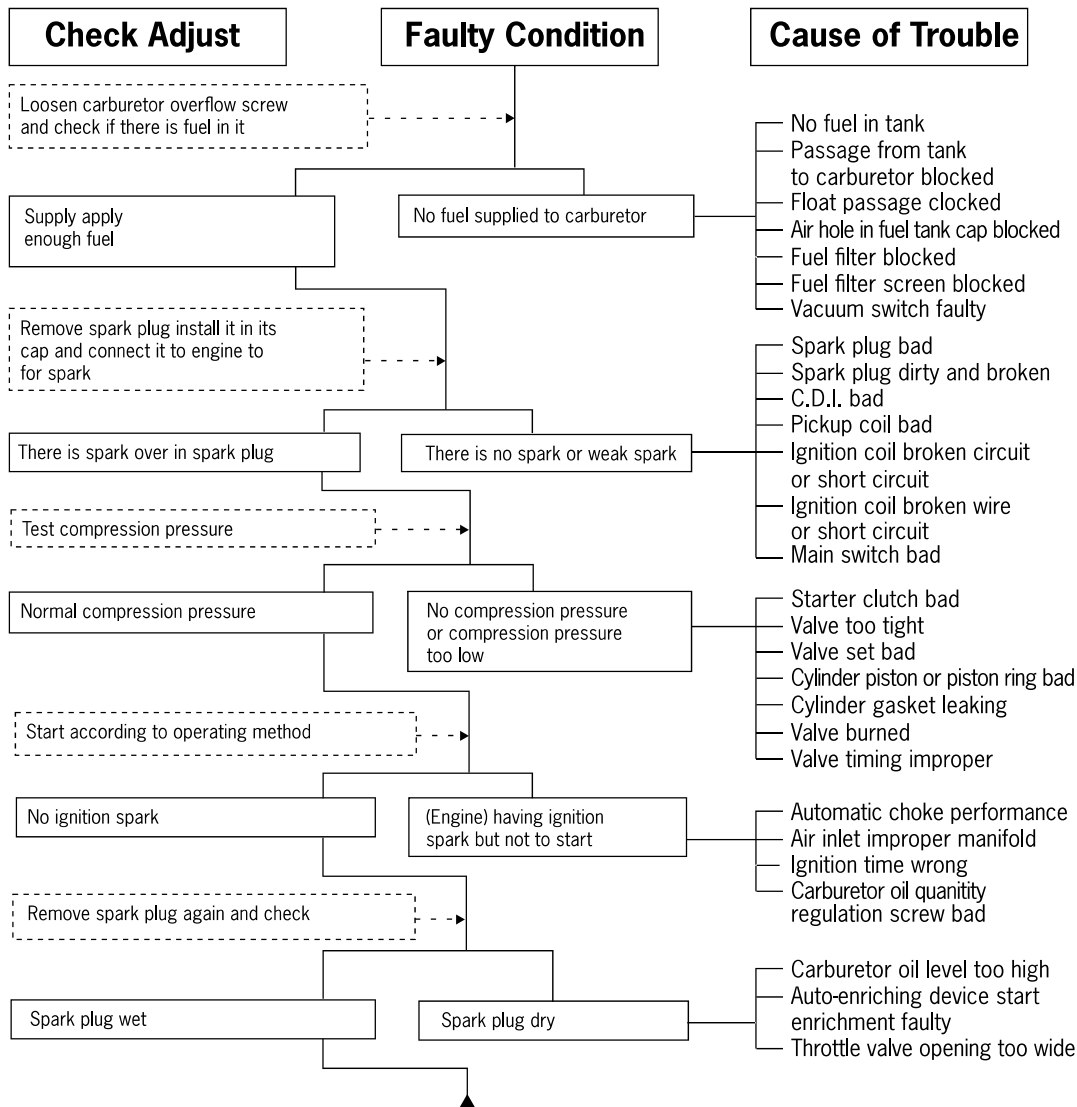 Check Adjust
Faulty Condition
Cause of Trouble
Loosen carburetor overflow screw
and check if there is fuel in it
Supply apply
enough fuel
No fuel supplied to carburetor
No fuel in tank
Passage from tank
to carburetor blocked
Float passage clocked
Air hole in fuel tank cap blocked
Fuel filter blocked
Fuel filter screen blocked
Vacuum switch faulty
Remove spark plug install it in its
cap and connect it to engine to
for spark
There is spark over in spark plug
There is no spark or weak spark
Spark plug bad
Spark plug dirty and broken
C.D.I. bad
Pickup coil bad
Ignition coil broken circuit
or short circuit
Ignition coil broken wire
or short circuit
Main switch bad
Test compression pressure
Normal compression pressure
No compression pressure
or compression pressure
too low
Starter clutch bad
Valve too tight
Valve set bad
Cylinder piston or piston ring bad
Cylinder gasket leaking
Valve burned
Valve timing improper
Start according to operating method
No ignition spark
(Engine) having ignition
spark but not to start
Automatic choke performance
Air inlet improper manifold
Ignition time wrong
Carburetor oil quanitity
regulation screw bad
Remove spark plug again and check
Spark plug wet
Spark plug dry
Carburetor oil level too high
Auto-enriching device start
enrichment faulty
Throttle valve opening too wide